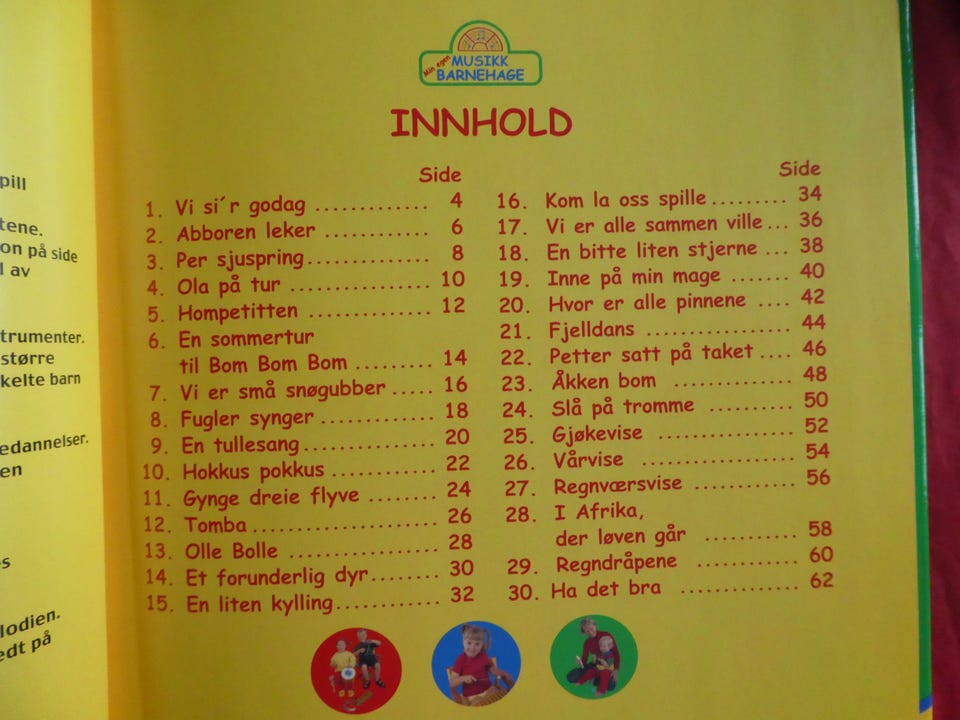 pill
tene.
on på side
l av
trumenter.
større
kelte barn
edannelser.
en
s
lodien.
edt på
Min egen
MUSIKK
BARNEHAGE
INNHOLD
Side
1. Vi si´r godag ............. 4
2. Abboren leker ............ 6
3. Per sjuspring.............. 8
4. Ola på tur ................ 10
5. Hompetitten .............. 12
6. En sommertur
til Bom Bom Bom ......... 14
7. Vi er små snøgubber ..... 16
8. Fugler synger ............. 18
9. En tullesang ............... 20
10. Hokkus pokkus ............ 22
11. Gynge dreie flyve ........ 24
12. Tomba ..................... 26
13. Olle Bolle ................. 28
14. Et forunderlig dyr........ 30
15. En liten kylling............ 32
Side
16. Kom la oss spille ......... 34
17. Vi er alle sammen ville... 36
18. En bitte liten stjerne ... 38
19. Inne på min mage ....... 40
20. Hvor er alle pinnene .... 42
21. Fjelldans .................. 44
22. Petter satt på taket .... 46
23. Åkken bom .............. 48
24. Slå på tromme .......... 50
25. Gjøkevise ................ 52
26. Vårvise .................. 54
27. Regnværsvise ............ 56
28. I Afrika,
der løven går ........... 58
29. Regndråpene ............ 60
30. Ha det bra .............. 62